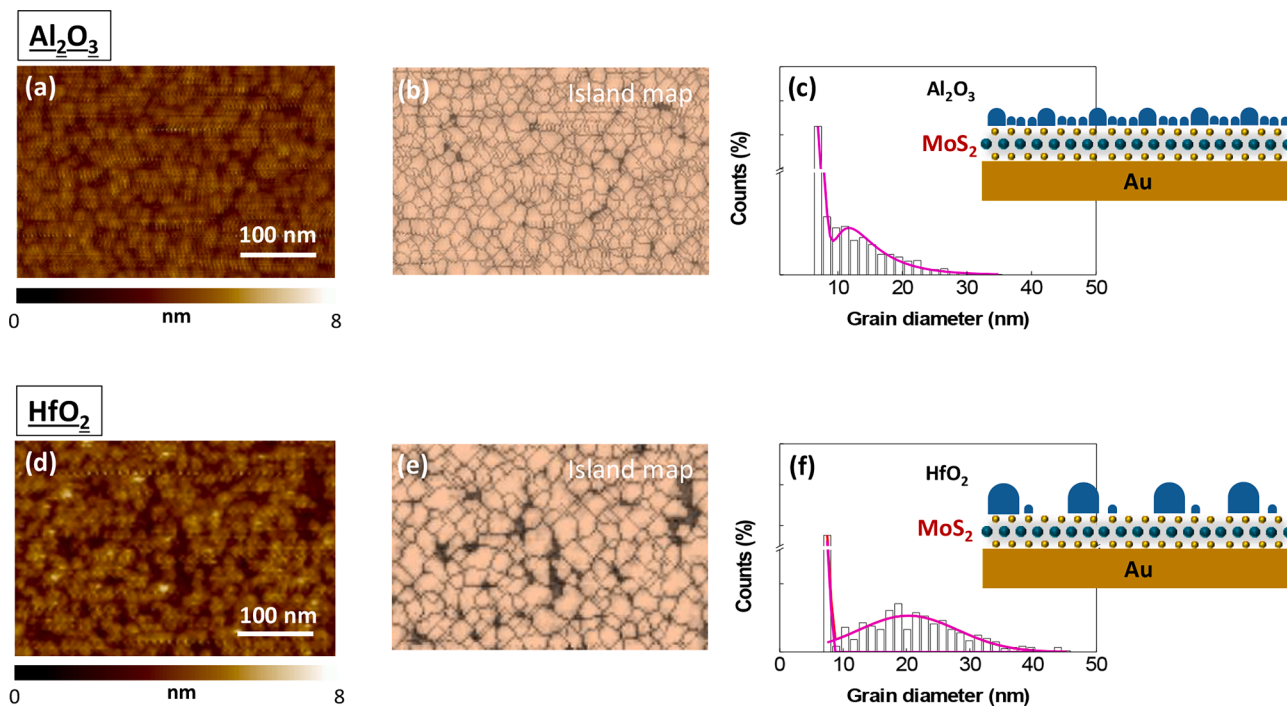 Al₂O₃
(a)
100 nm
0 nm 8
(b) Island map
(c) Al₂O₃
MoS₂
Au
Counts (%)
10 20 30 40 50
Grain diameter (nm)
HfO₂
(d)
100 nm
0 nm 8
(e) Island map
(f) HfO₂
MoS₂
Au
Counts (%)
0 10 20 30 40 50
Grain diameter (nm)